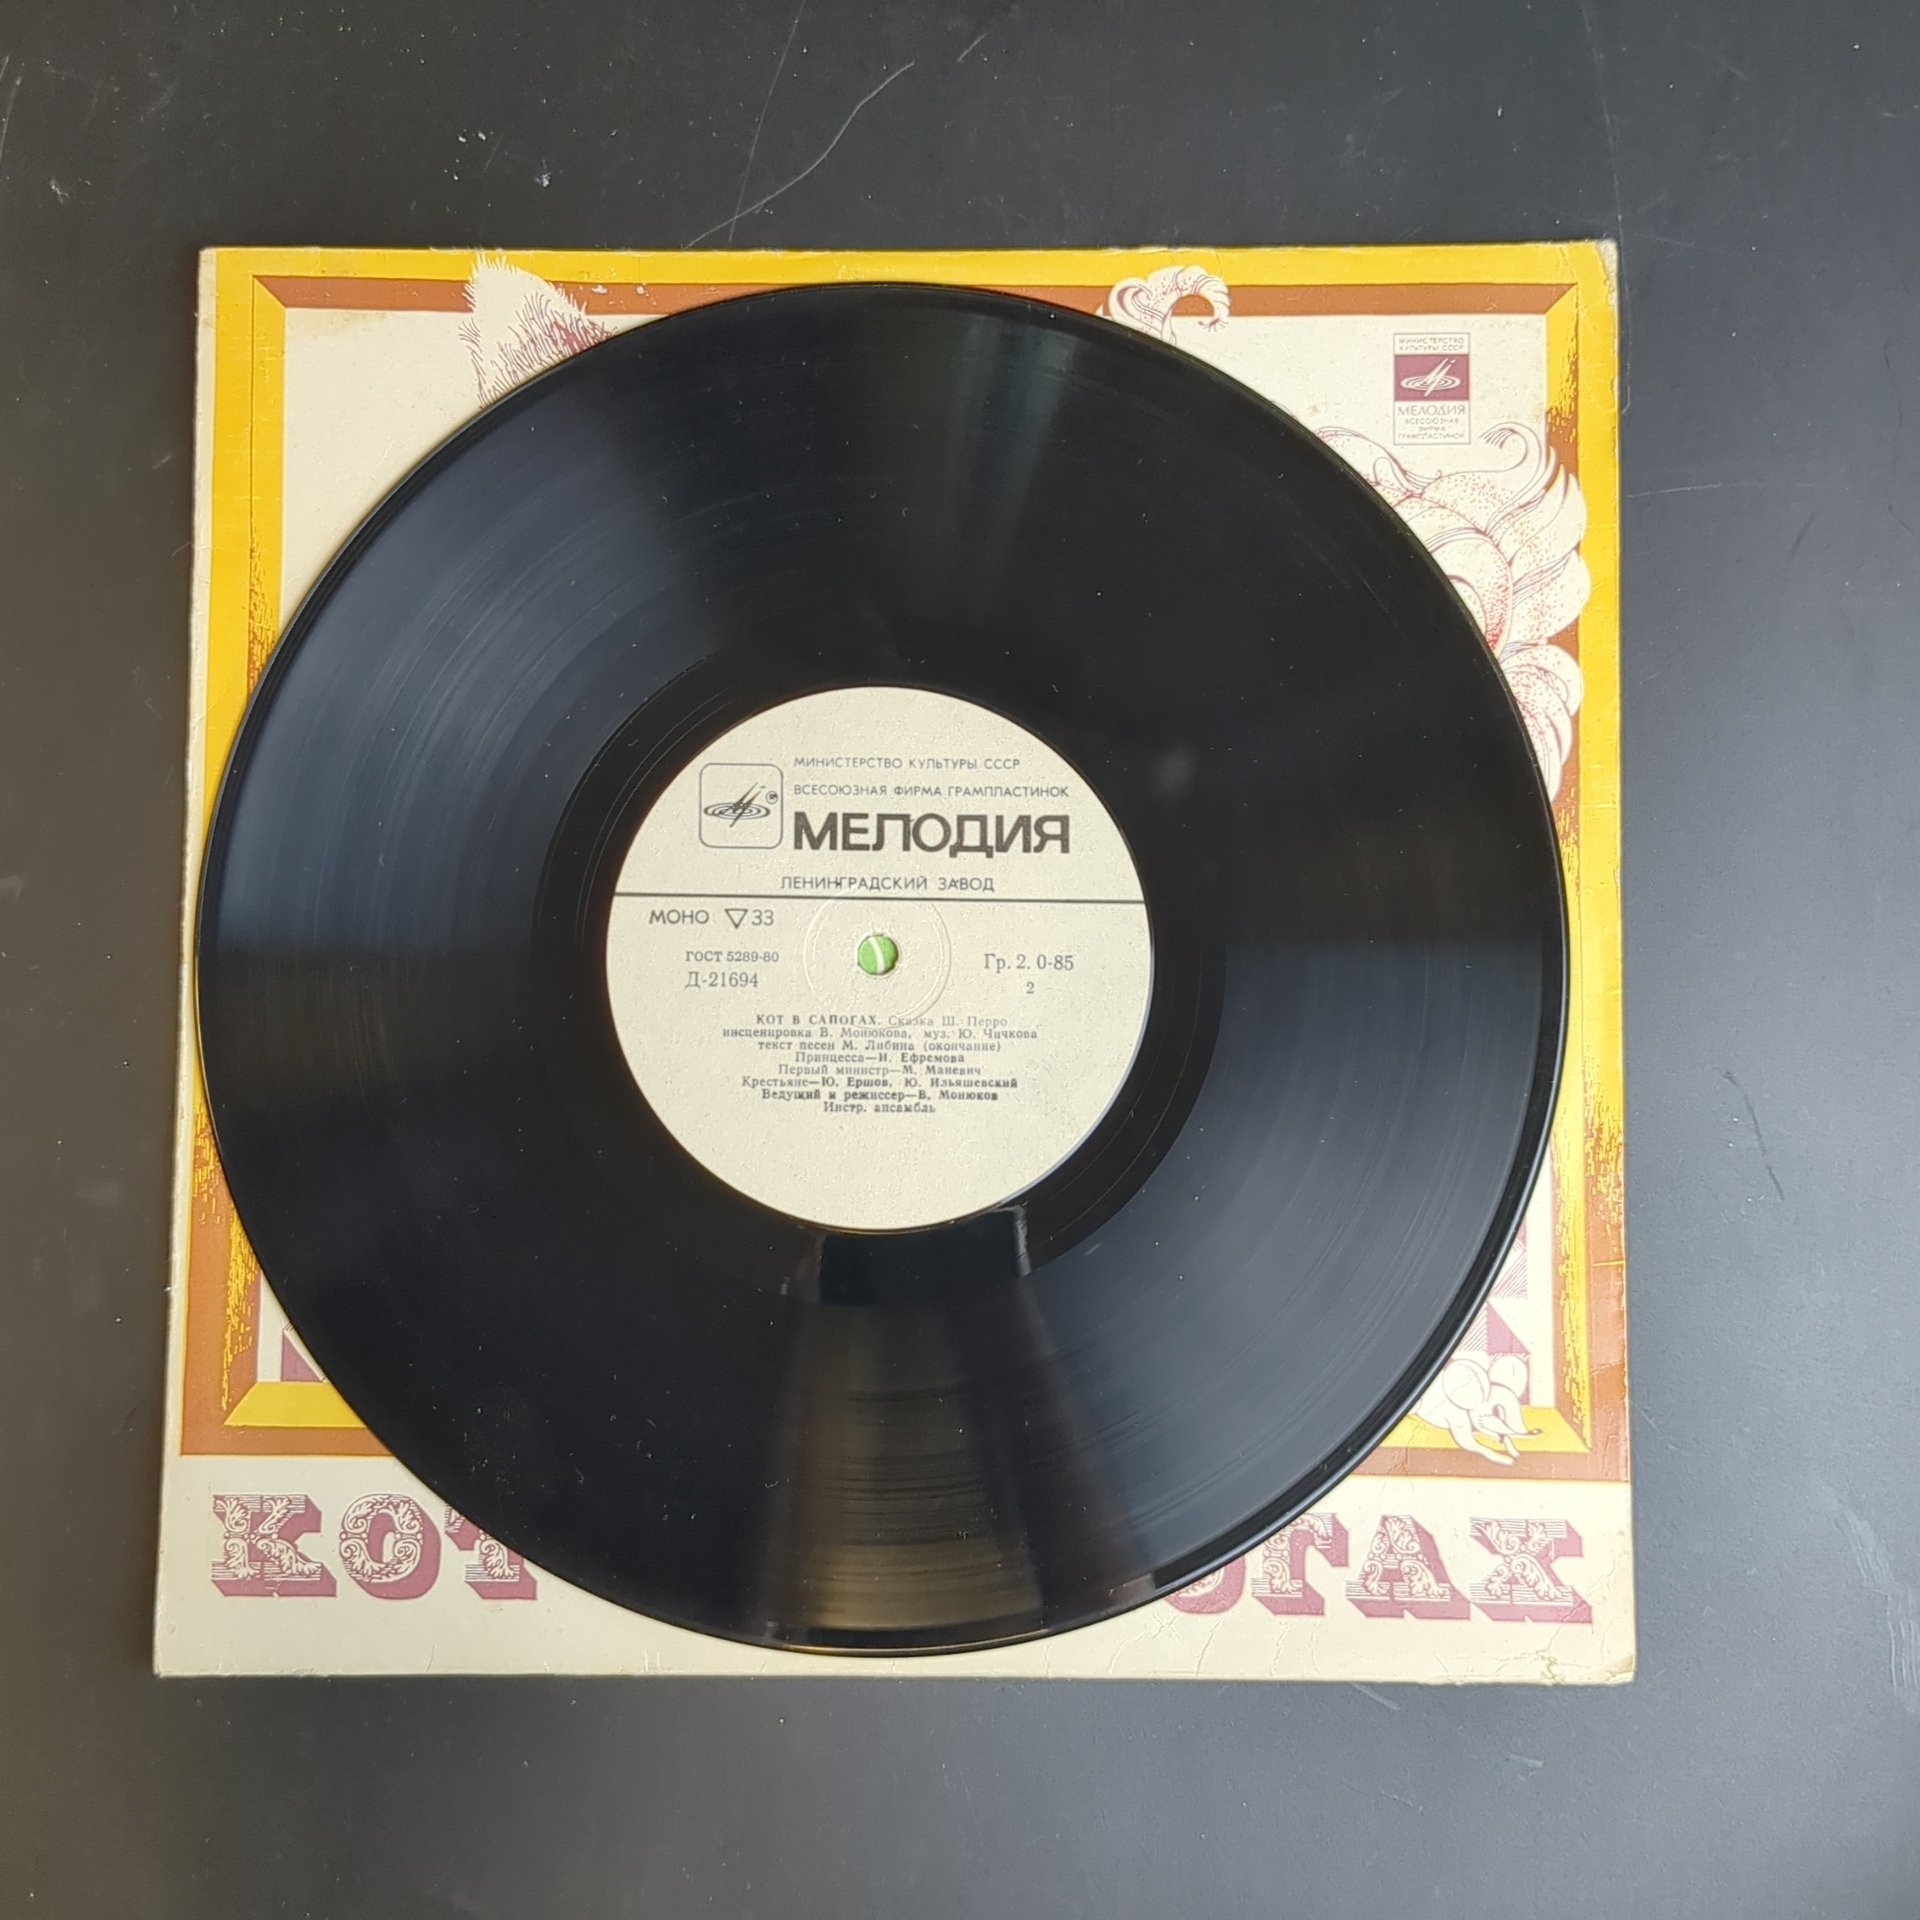 МИНИСТЕРСТВО
КУЛЬТУРЫ СССР
МЕЛОДИЯ
ВСЕСОЮЗНАЯ
ФИРМА
ГРАМПЛАСТИНОК
МИНИСТЕРСТВО КУЛЬТУРЫ СССР
ВСЕСОЮЗНАЯ ФИРМА ГРАМПЛАСТИНОК
МЕЛОДИЯ
ЛЕНИНГРАДСКИЙ ЗАВОД
МОНО ▽33
ГОСТ 5289-80
Д-21694
Гр. 2. 0-85
2
КОТ В САПОГАХ. Сказка Ш. Перро
инсценировка В. Монюкова, муз. Ю. Чичкова
текст песен М. Либина (окончание)
Принцесса—И. Ефремова
Первый министр—М. Маневич
Крестьяне—Ю. Ершов, Ю. Ильяшевский
Ведущий и режиссер—В. Монюков
Инстр. ансамбль
КОТ ОГАХ